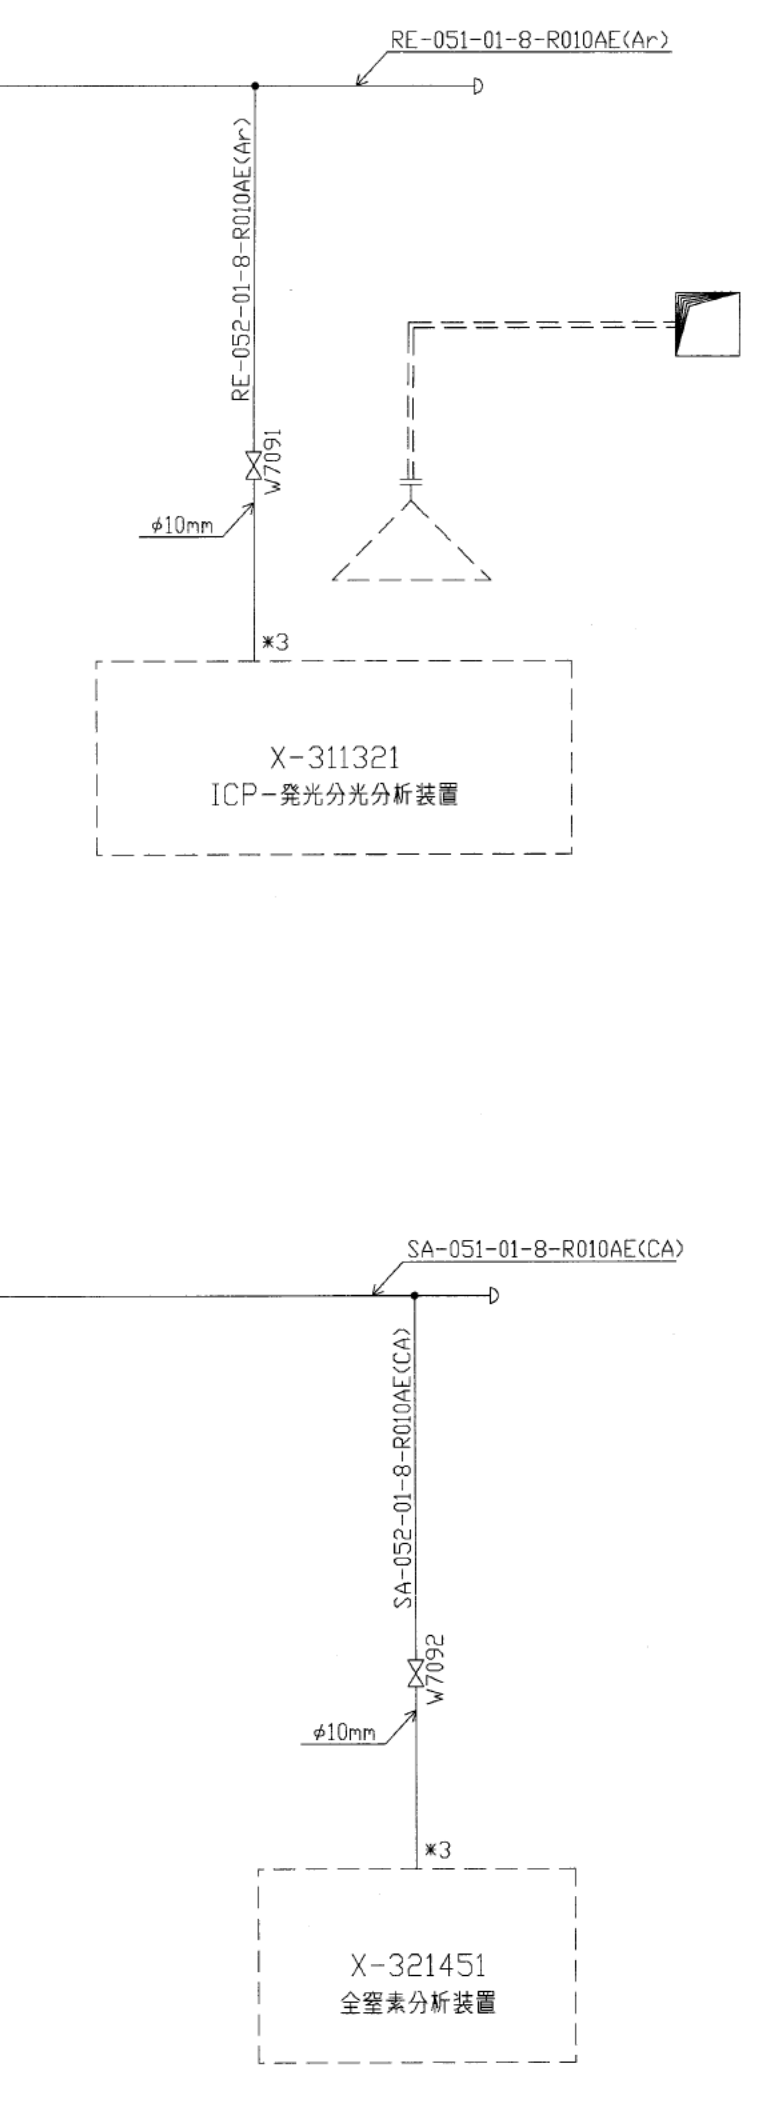 RE-051-01-8-R010AE(Ar)
RE-052-01-8-R010AE(Ar)
W7091
φ10mm
*3
X-311321
ICP-発光分光分析装置
SA-051-01-8-R010AE(CA)
SA-052-01-8-R010AE(CA)
W7092
φ10mm
*3
X-321451
全窒素分析装置